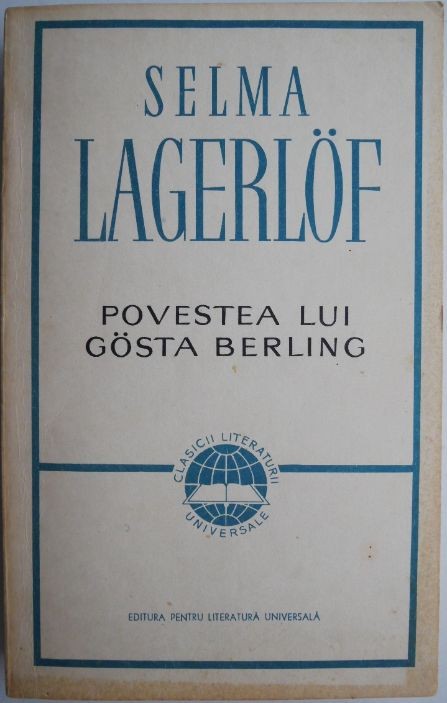 SELMA
LAGERLÖF
POVESTEA LUI
GÖSTA BERLING
CLASICII LITERATURII
UNIVERSALE
EDITURA PENTRU LITERATURĂ UNIVERSALĂ